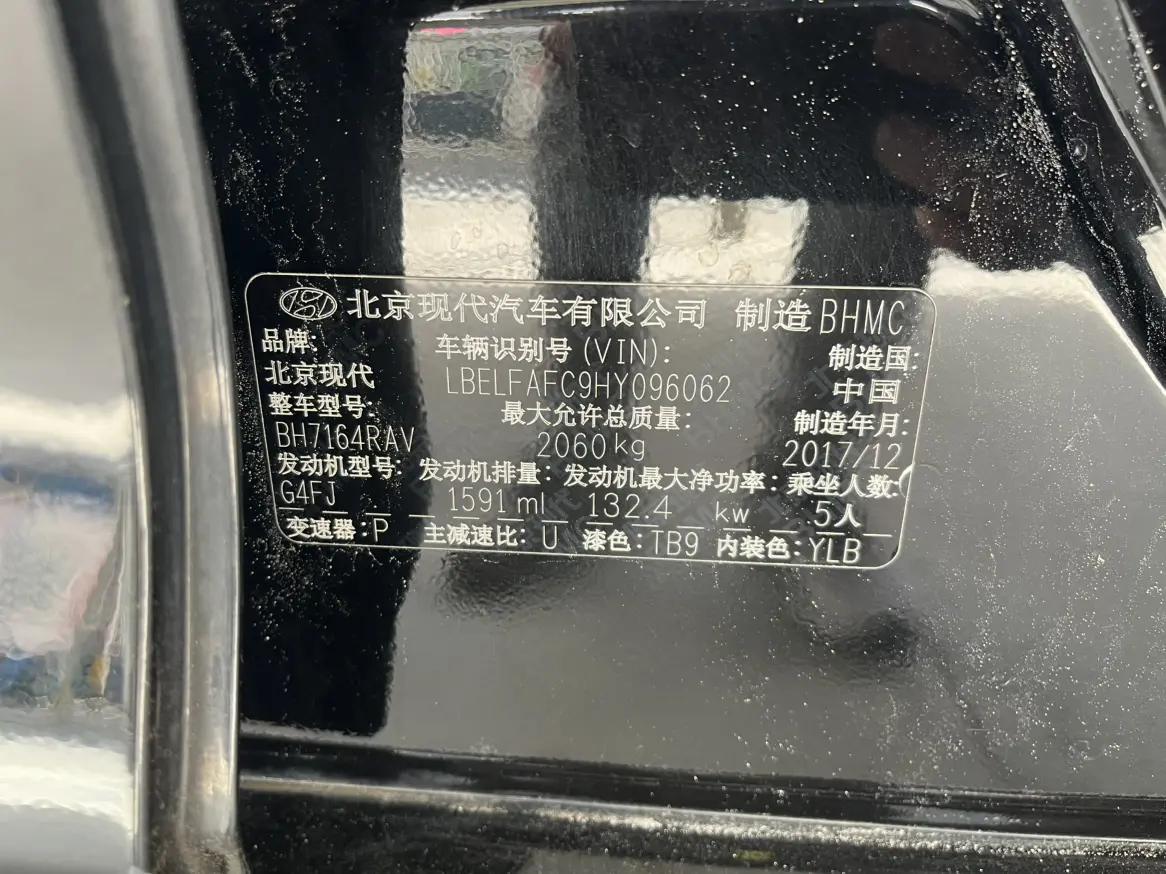 北京现代汽车有限公司 制造 BHMC
品牌: 车辆识别号 (VIN): 制造国:
北京现代 LBELFAFC9HY096062 中国
整车型号: 最大允许总质量: 制造年月:
BH7164RAV 2060kg 2017/12
发动机型号: 发动机排量: 发动机最大净功率: 乘坐人数:
G4FJ 1591 ml 132.4 kw 5人
变速器: P 主减速比: U 漆色: TB9 内装色: YLB